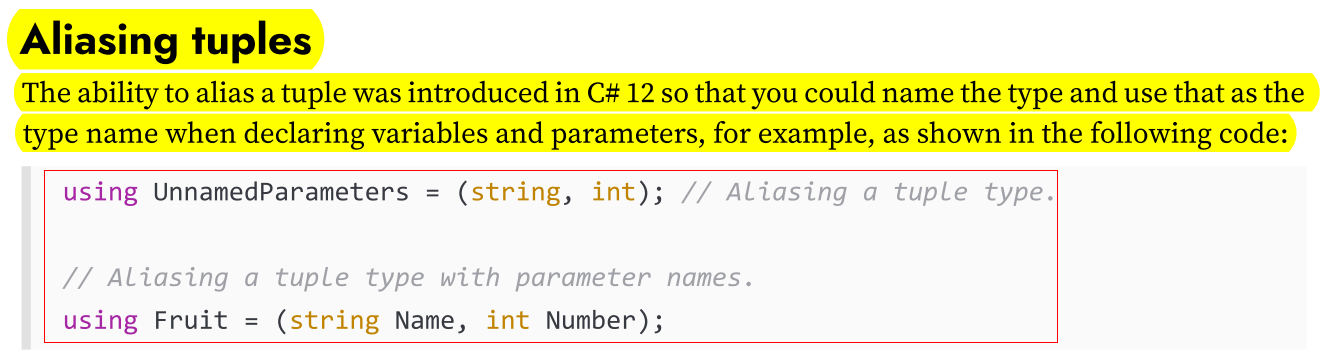 Aliasing tuples
The ability to alias a tuple was introduced in C# 12 so that you could name the type and use that as the
type name when declaring variables and parameters, for example, as shown in the following code:
using UnnamedParameters = (string, int); // Aliasing a tuple type.
// Aliasing a tuple type with parameter names.
using Fruit = (string Name, int Number);